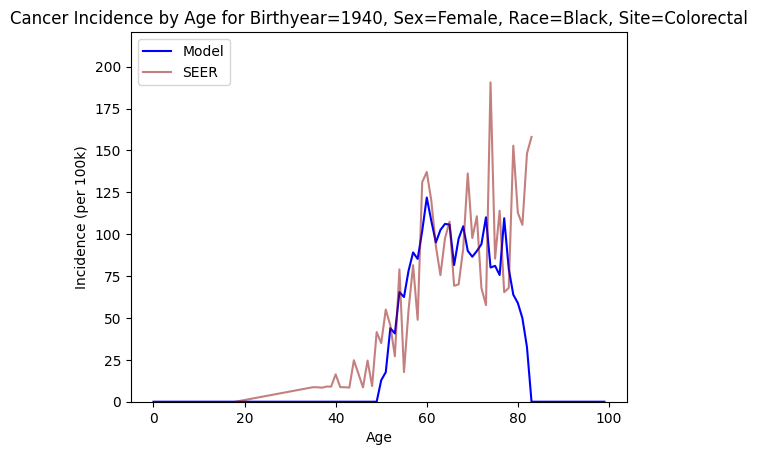 Cancer Incidence by Age for Birthyear=1940, Sex=Female, Race=Black, Site=Colorectal
Model
SEER
200
175
150
125
100
75
50
25
0
Incidence (per 100k)
0 20 40 60 80 100
Age